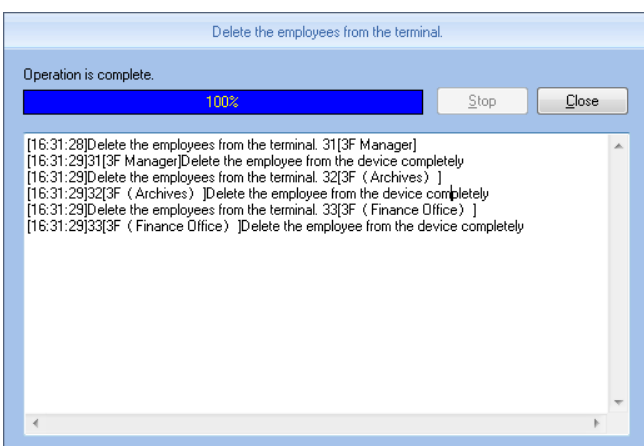 Delete the employees from the terminal.
Operation is complete.
100%
Stop
Close
[16:31:28]Delete the employees from the terminal. 31[3F Manager]
[16:31:29]31[3F Manager]Delete the employee from the device completely
[16:31:29]Delete the employees from the terminal. 32[3F（Archives）]
[16:31:29]32[3F（Archives）]Delete the employee from the device completely
[16:31:29]Delete the employees from the terminal. 33[3F（Finance Office）]
[16:31:29]33[3F（Finance Office）]Delete the employee from the device completely